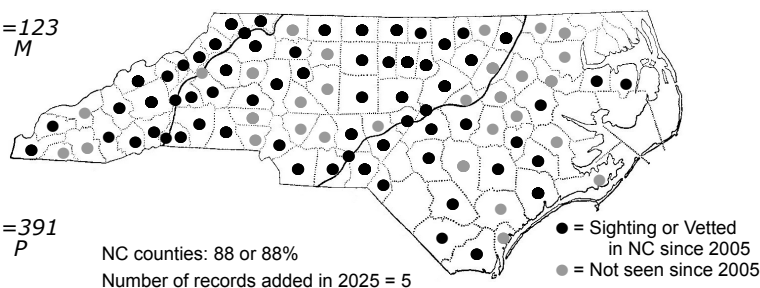 =123
M
=391
P
NC counties: 88 or 88%
Number of records added in 2025 = 5
● = Sighting or Vetted
in NC since 2005
● = Not seen since 2005